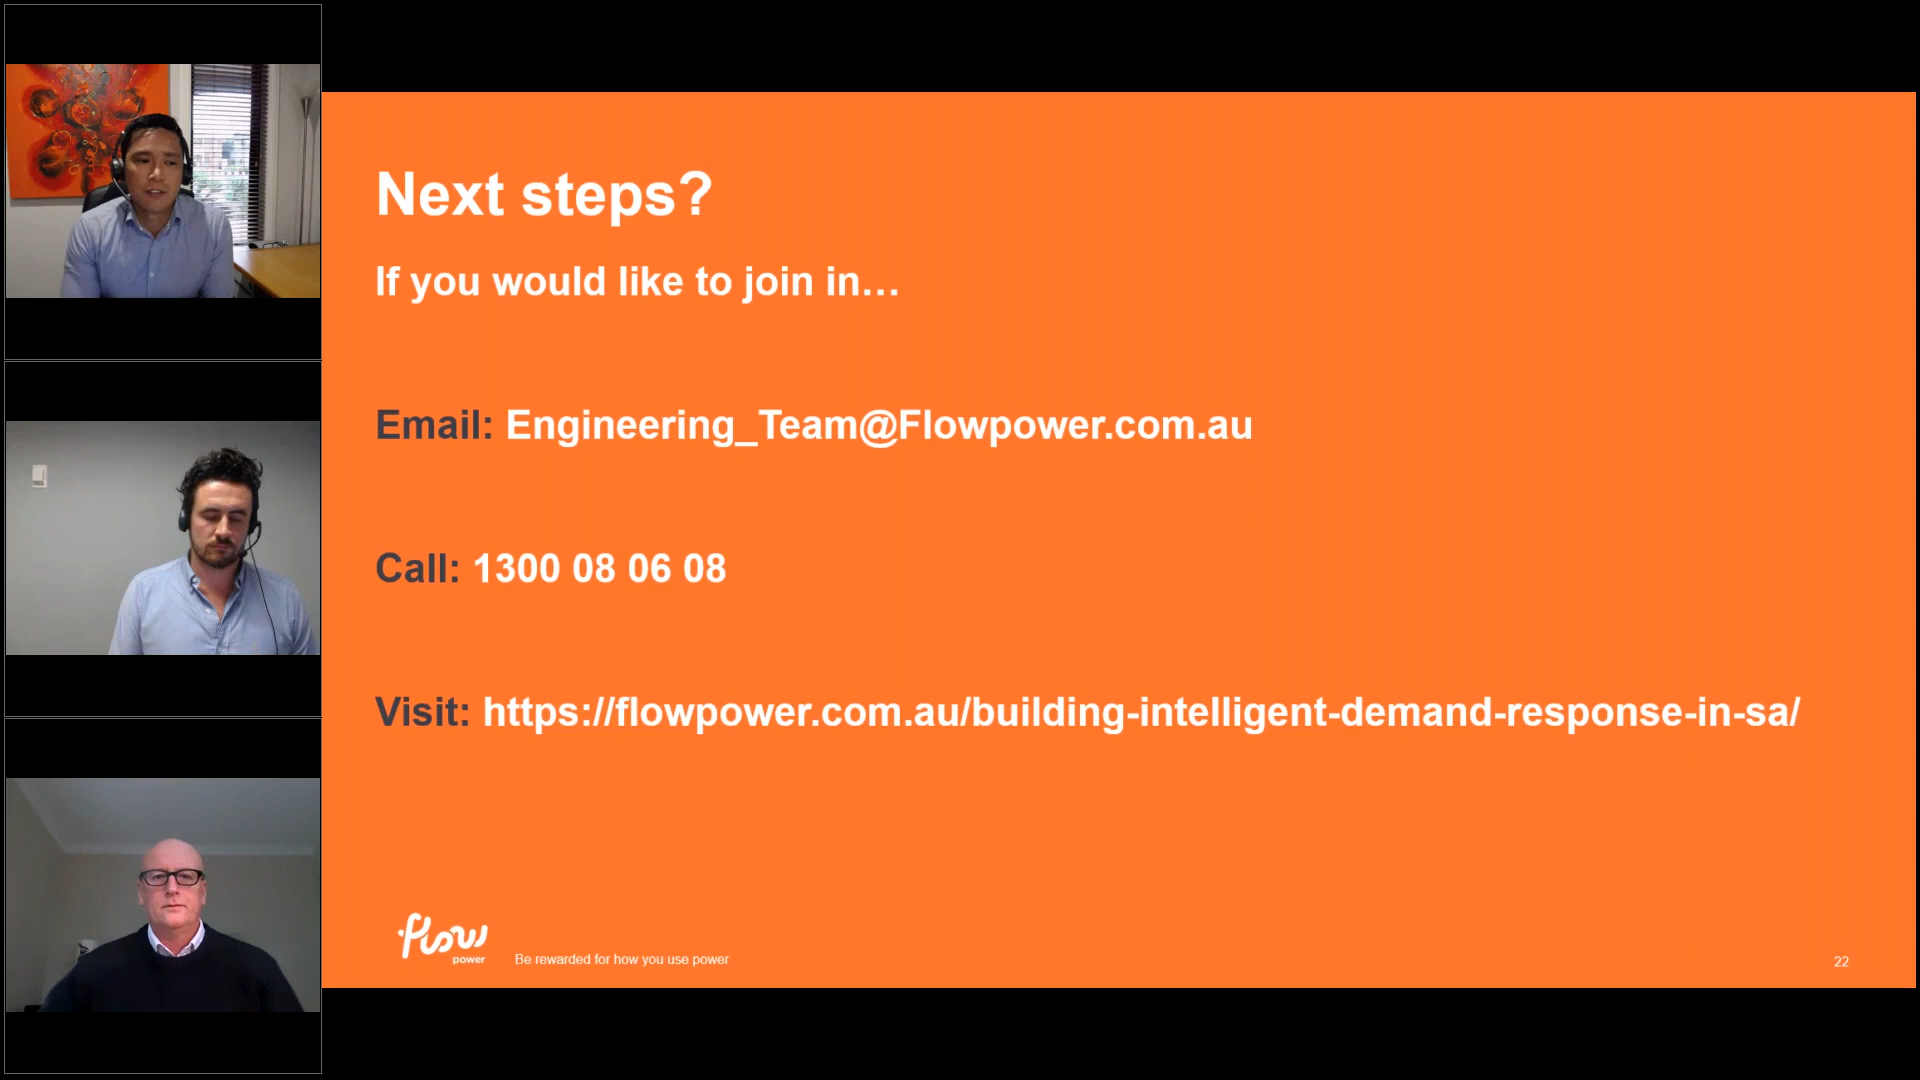 Next steps?
If you would like to join in…
Email: Engineering_Team@Flowpower.com.au
Call: 1300 08 06 08
Visit: https://flowpower.com.au/building-intelligent-demand-response-in-sa/
flow
power
Be rewarded for how you use power
22